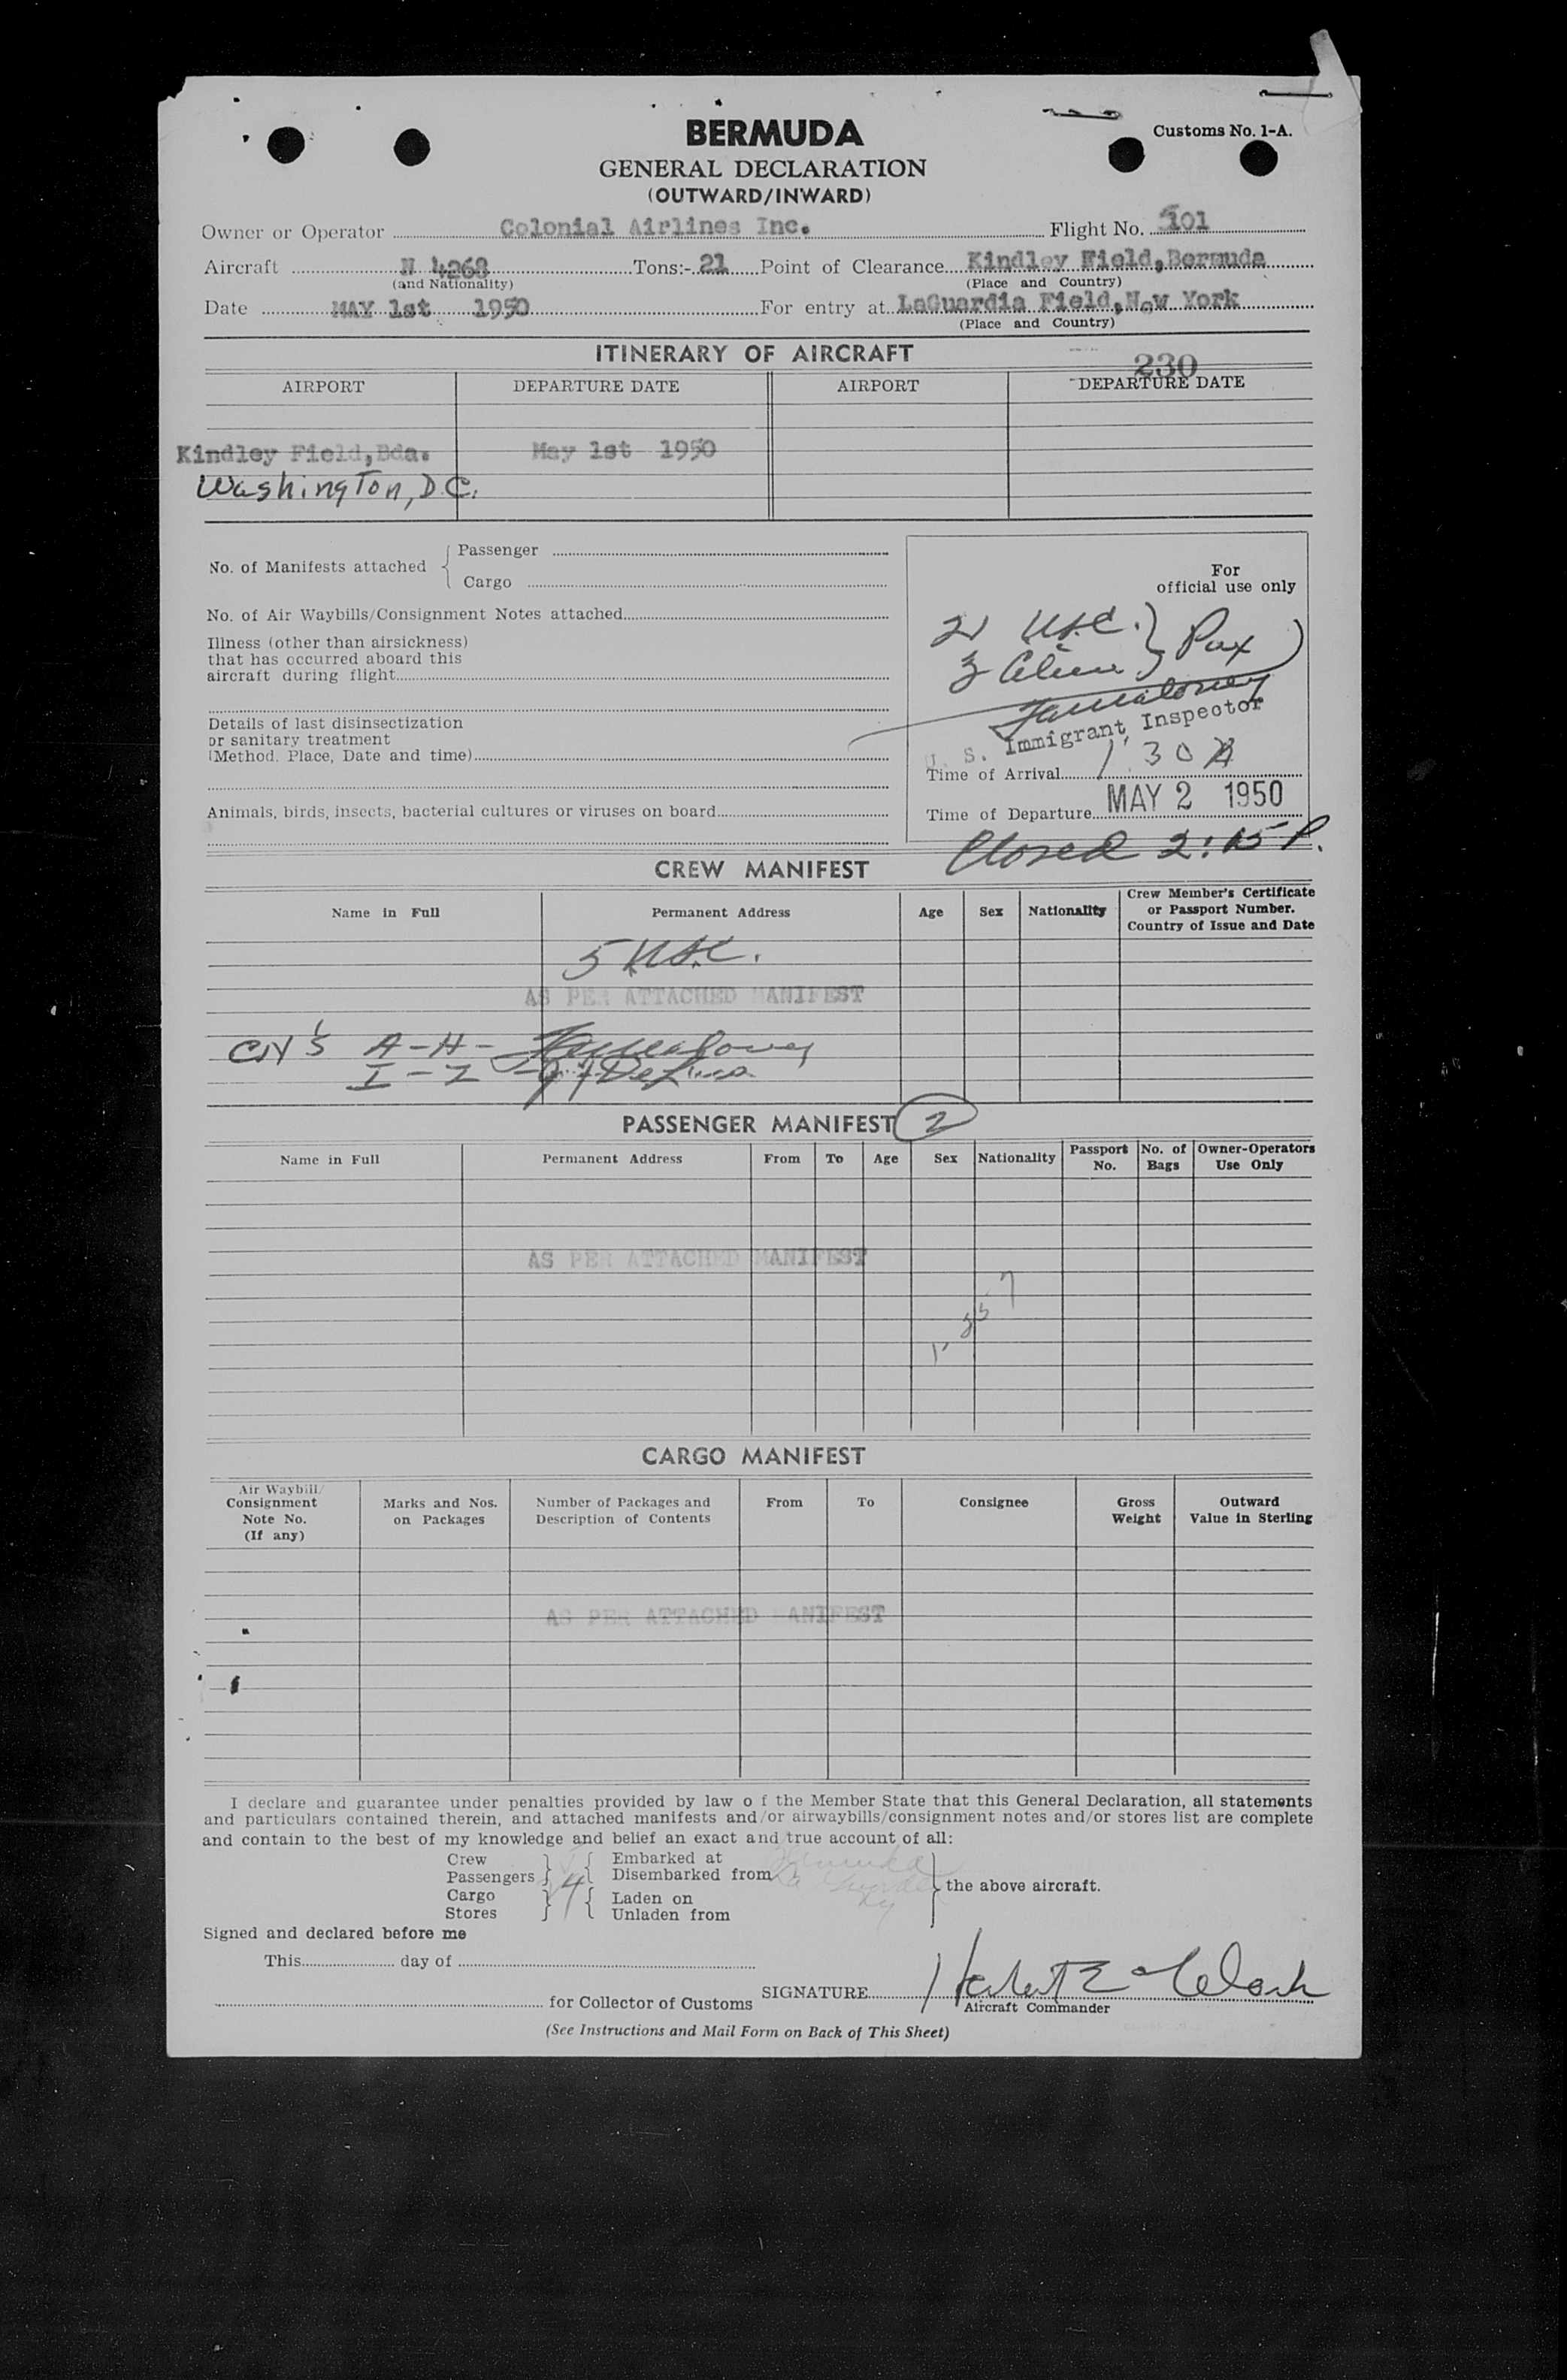 BERMUDA
Customs No. 1-A.
GENERAL DECLARATION
(OUTWARD/INWARD)
Owner or Operator Colonial Airlines Inc. Flight No. 101
Aircraft N 4268 Tons:- 21 Point of Clearance Kindley Field, Bermuda
(and Nationality) (Place and Country)
Date MAY 1st 1950 For entry at LaGuardia Field, New York
(Place and Country)
ITINERARY OF AIRCRAFT
230
AIRPORT DEPARTURE DATE AIRPORT DEPARTURE DATE
Kindley Field, Bda. May 1st 1950
Washington, D.C.
No. of Manifests attached { Passenger
Cargo
No. of Air Waybills/Consignment Notes attached
Illness (other than airsickness)
that has occurred aboard this
aircraft during flight
Details of last disinsectization
or sanitary treatment
(Method, Place, Date and time)
Animals, birds, insects, bacterial cultures or viruses on board
For
official use only
21 USC. } Pax
3 Alien
U. S. Immigrant Inspector
Time of Arrival 1:30
Time of Departure MAY 2 1950
Closed 2:15 P.
CREW MANIFEST
Name in Full Permanent Address Age Sex Nationality Crew Member's Certificate
or Passport Number.
Country of Issue and Date
5 USC.
AS PER ATTACHED MANIFEST
A-H-
I-Z
PASSENGER MANIFEST 2
Name in Full Permanent Address From To Age Sex Nationality Passport No. No. of Bags Owner-Operators Use Only
AS PER ATTACHED MANIFEST
CARGO MANIFEST
Air Waybill/
Consignment
Note No.
(If any)
Marks and Nos.
on Packages
Number of Packages and
Description of Contents
From To Consignee
Gross
Weight
Outward
Value in Sterling
AS PER ATTACHED MANIFEST
I declare and guarantee under penalties provided by law o f the Member State that this General Declaration, all statements
and particulars contained therein, and attached manifests and/or airwaybills/consignment notes and/or stores list are complete
and contain to the best of my knowledge and belief an exact and true account of all:
Crew } { Embarked at
Passengers } { Disembarked from } the above aircraft.
Cargo } { Laden on
Stores } { Unladen from
Signed and declared before me
This day of
for Collector of Customs SIGNATURE
Aircraft Commander
(See Instructions and Mail Form on Back of This Sheet)